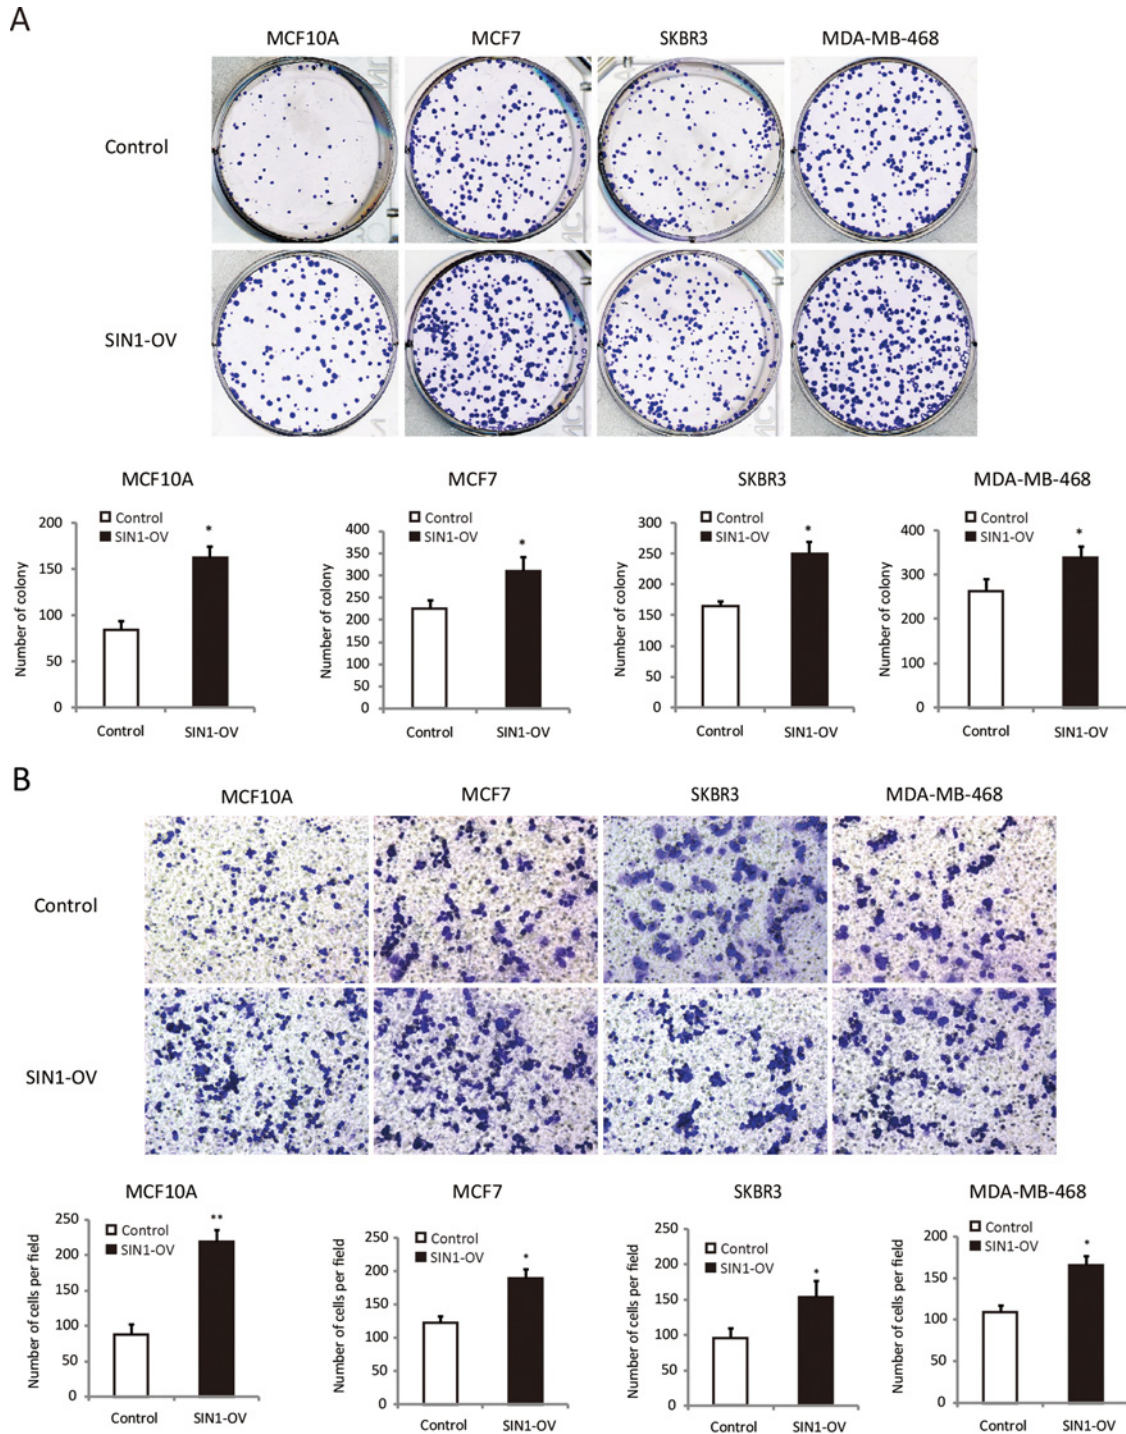 A
MCF10A MCF7 SKBR3 MDA-MB-468
Control
SIN1-OV
MCF10A
Number of colony
200
150
100
50
0
Control
SIN1-OV
Control SIN1-OV
*
MCF7
Number of colony
400
350
300
250
200
150
100
50
0
Control
SIN1-OV
Control SIN1-OV
*
SKBR3
Number of colony
300
250
200
150
100
50
0
Control
SIN1-OV
Control SIN1-OV
*
MDA-MB-468
Number of colony
400
300
200
100
0
Control
SIN1-OV
Control SIN1-OV
*
B
MCF10A MCF7 SKBR3 MDA-MB-468
Control
SIN1-OV
MCF10A
Number of cells per field
250
200
150
100
50
0
Control
SIN1-OV
Control SIN1-OV
**
MCF7
Number of cells per field
250
200
150
100
50
0
Control
SIN1-OV
Control SIN1-OV
*
SKBR3
Number of cells per field
250
200
150
100
50
0
Control
SIN1-OV
Control SIN1-OV
*
MDA-MB-468
Number of cells per field
200
150
100
50
0
Control
SIN1-OV
Control SIN1-OV
*